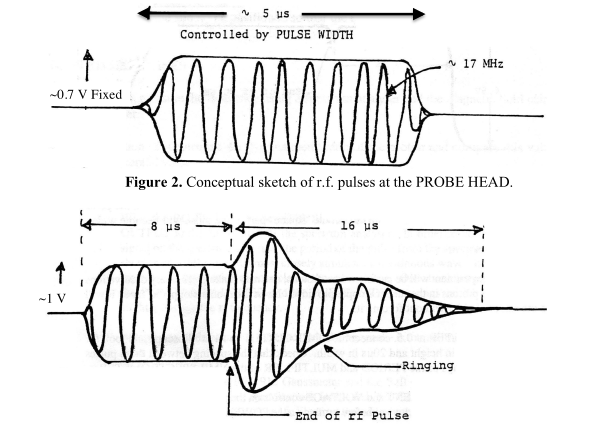 ~ 5 µs
Controlled by PULSE WIDTH
~ 17 MHz
~0.7 V Fixed
Figure 2. Conceptual sketch of r.f. pulses at the PROBE HEAD.
8 µs
16 µs
~1 V
Ringing
End of rf Pulse